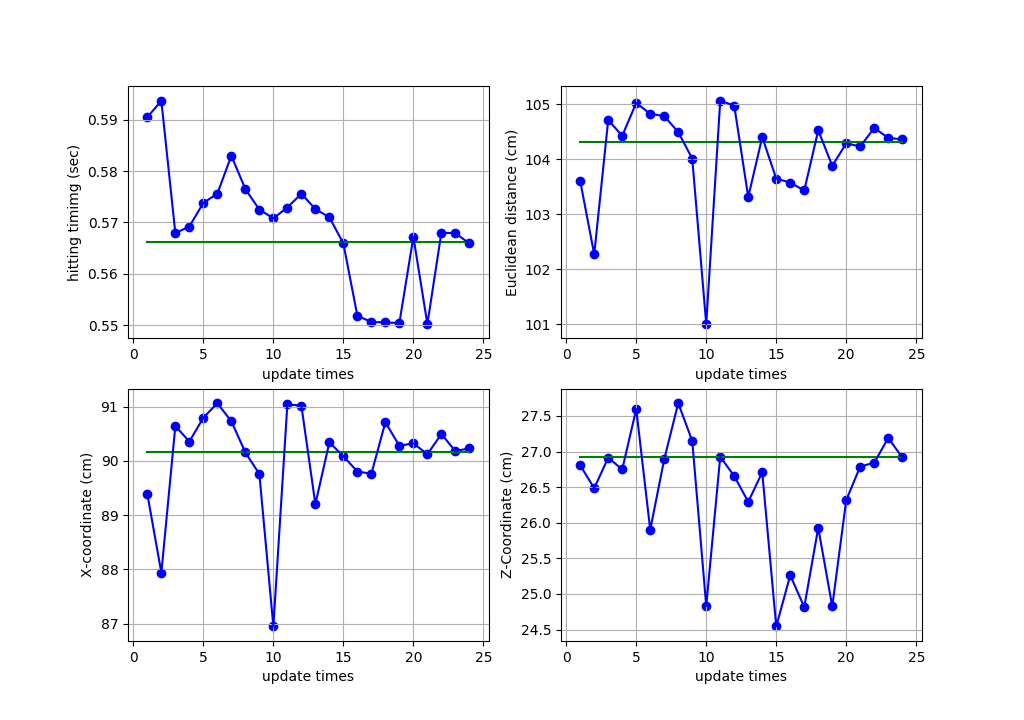 0.59
0.58
0.57
0.56
0.55
hitting timimg (sec)
0 5 10 15 20 25
update times
105
104
103
102
101
Euclidean distance (cm)
0 5 10 15 20 25
update times
91
90
89
88
87
X-coordinate (cm)
0 5 10 15 20 25
update times
27.5
27.0
26.5
26.0
25.5
25.0
24.5
Z-Coordinate (cm)
0 5 10 15 20 25
update times